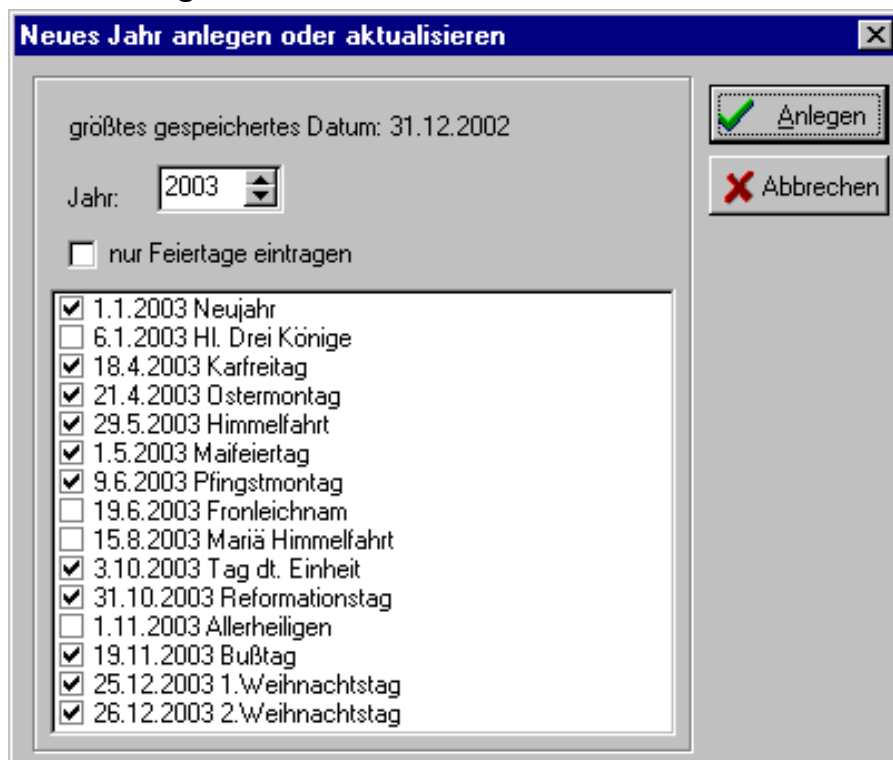 Neues Jahr anlegen oder aktualisieren
größtes gespeichertes Datum: 31.12.2002
Anlegen
Jahr: 2003
Abbrechen
nur Feiertage eintragen
1.1.2003 Neujahr
6.1.2003 Hl. Drei Könige
18.4.2003 Karfreitag
21.4.2003 Ostermontag
29.5.2003 Himmelfahrt
1.5.2003 Maifeiertag
9.6.2003 Pfingstmontag
19.6.2003 Fronleichnam
15.8.2003 Mariä Himmelfahrt
3.10.2003 Tag dt. Einheit
31.10.2003 Reformationstag
1.11.2003 Allerheiligen
19.11.2003 Bußtag
25.12.2003 1.Weihnachtstag
26.12.2003 2.Weihnachtstag